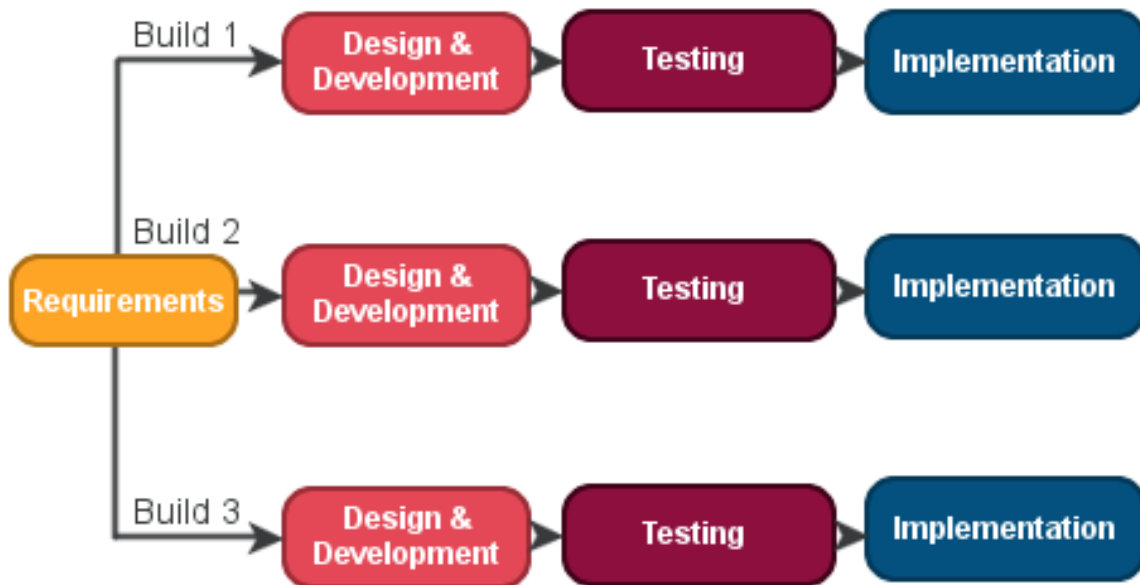 Build 1
Design &
Development
Testing
Implementation
Build 2
Requirements
Design &
Development
Testing
Implementation
Build 3
Design &
Development
Testing
Implementation